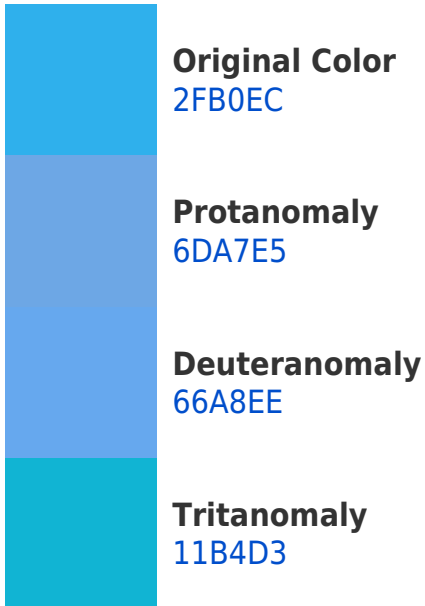 Original Color
2FB0EC
Protanomaly
6DA7E5
Deuteranomaly
66A8EE
Tritanomaly
11B4D3